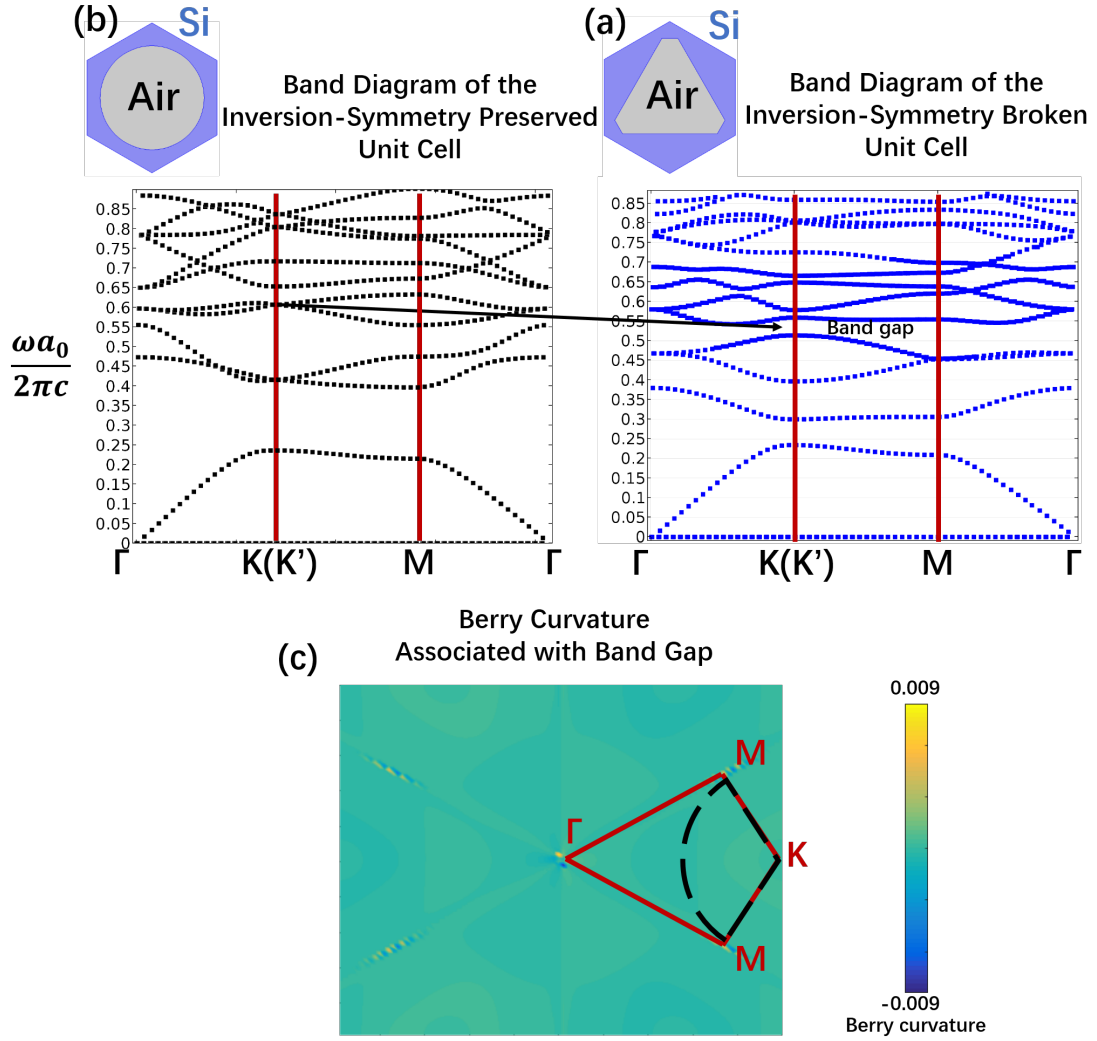 (b)
Si
Air
Band Diagram of the
Inversion-Symmetry Preserved
Unit Cell
(a)
Si
Air
Band Diagram of the
Inversion-Symmetry Broken
Unit Cell
ωa₀
2πc
0.85
0.8
0.75
0.7
0.65
0.6
0.55
0.5
0.45
0.4
0.35
0.3
0.25
0.2
0.15
0.1
0.05
0
Γ K(K') M Γ
0.85
0.8
0.75
0.7
0.65
0.6
0.55
0.5
0.45
0.4
0.35
0.3
0.25
0.2
0.15
0.1
0.05
0
Band gap
Γ K(K') M Γ
Berry Curvature
Associated with Band Gap
(c)
M
Γ
K
M
0.009
-0.009
Berry curvature